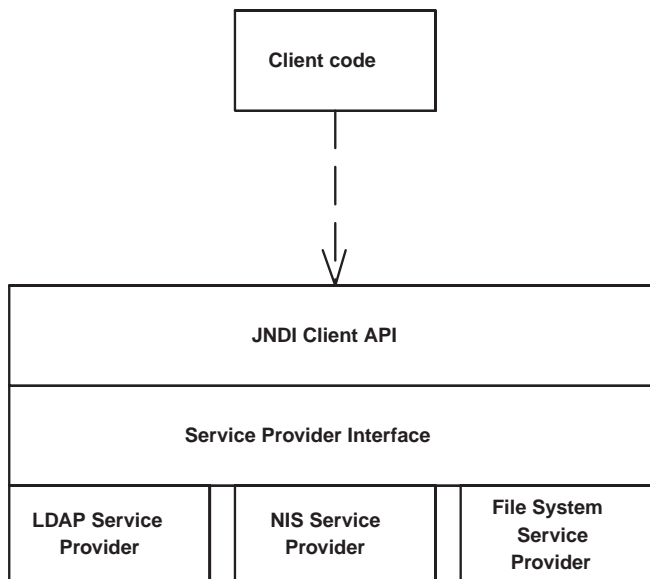 Client code
JNDI Client API
Service Provider Interface
LDAP Service
Provider
NIS Service
Provider
File System
Service
Provider